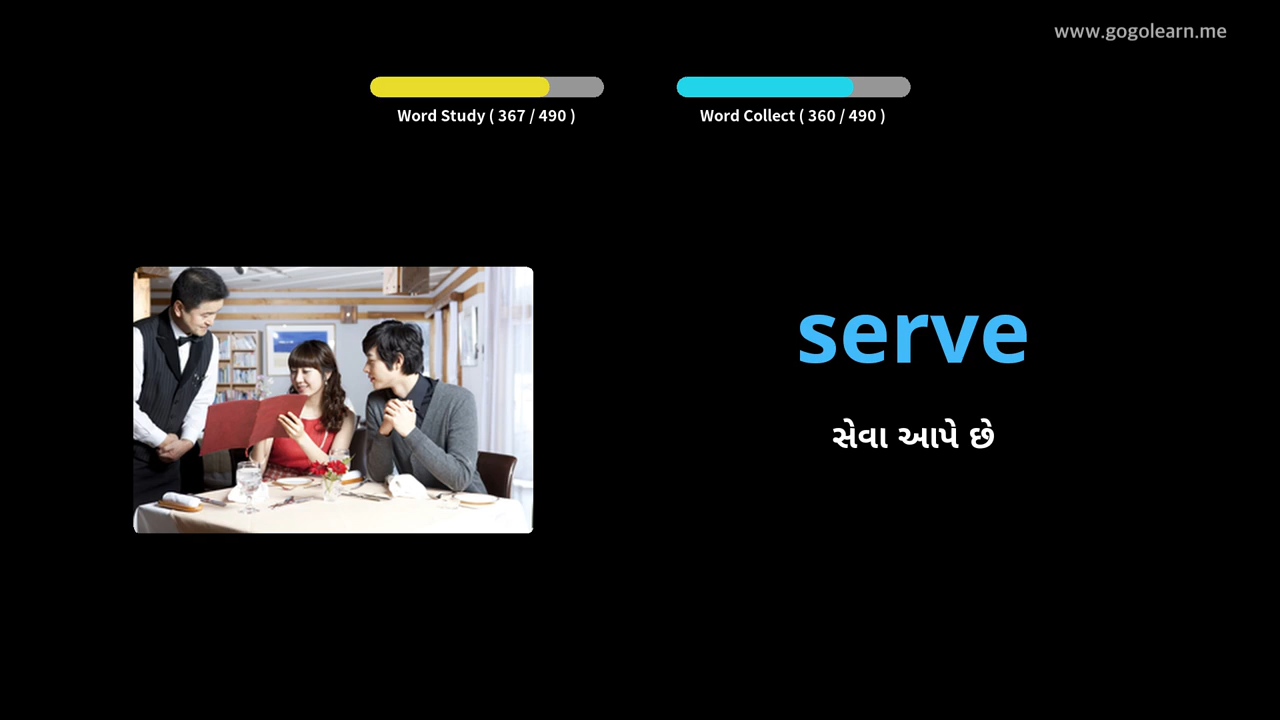 www.gogolearn.me
Word Study ( 367 / 490 )
Word Collect ( 360 / 490 )
serve
સેવા આપે છે